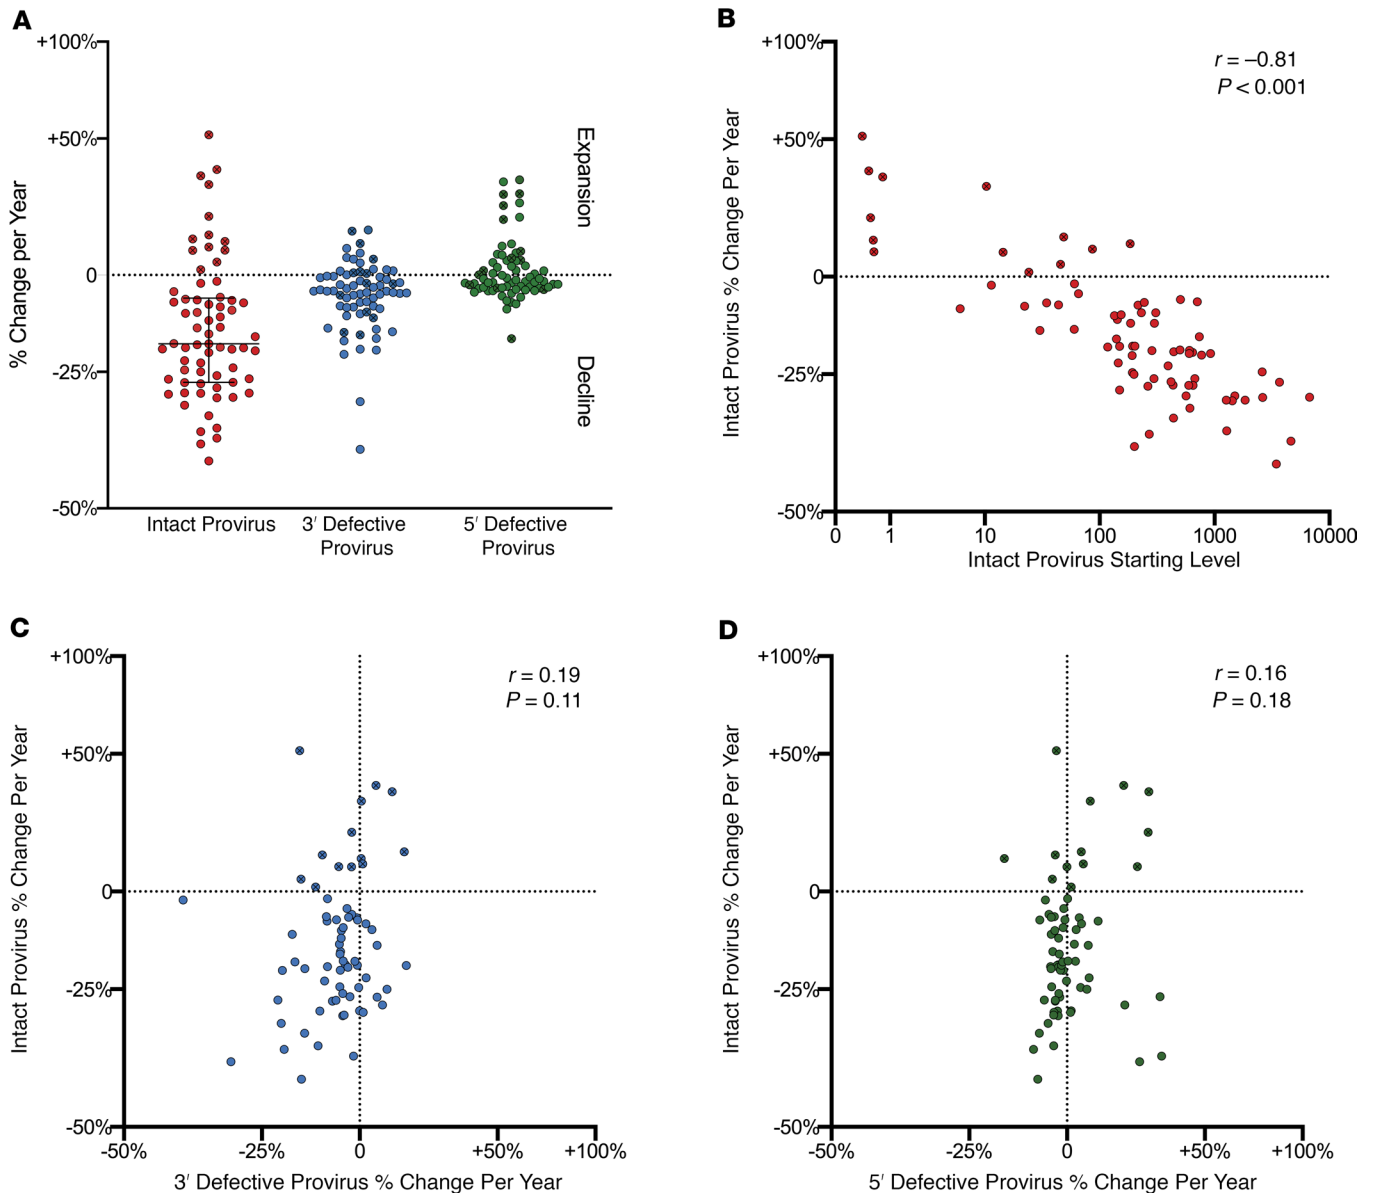 A
+100%
+50%
0
-25%
-50%
% Change per Year
Expansion
Decline
Intact Provirus
3′ Defective
Provirus
5′ Defective
Provirus
B
+100%
+50%
0
-25%
-50%
Intact Provirus % Change Per Year
r = –0.81
P < 0.001
0 1 10 100 1000 10000
Intact Provirus Starting Level
C
+100%
+50%
0
-25%
-50%
Intact Provirus % Change Per Year
r = 0.19
P = 0.11
-50% -25% 0 +50% +100%
3′ Defective Provirus % Change Per Year
D
+100%
+50%
0
-25%
-50%
Intact Provirus % Change Per Year
r = 0.16
P = 0.18
-50% -25% 0 +50% +100%
5′ Defective Provirus % Change Per Year